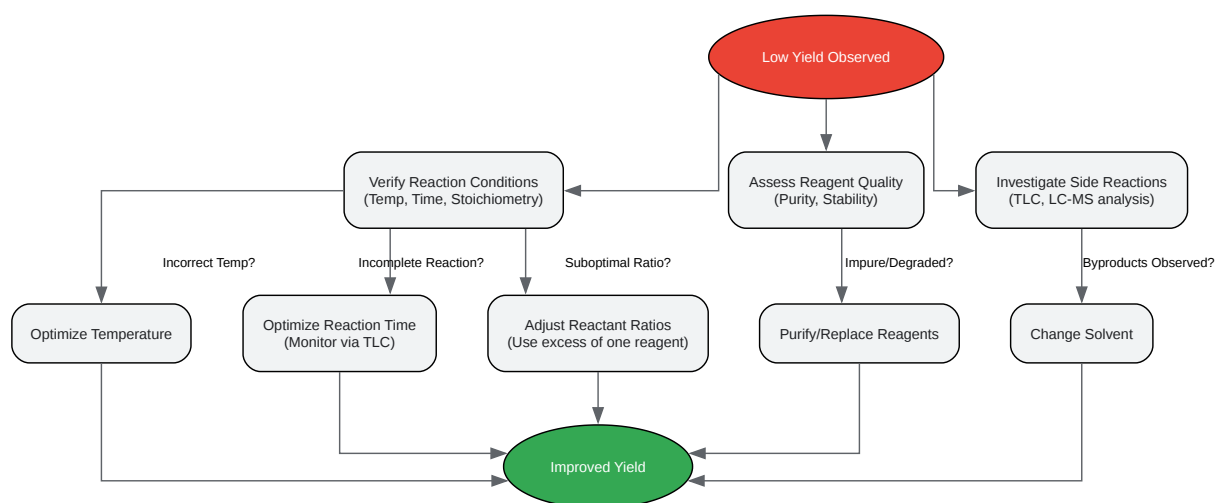 Low Yield Observed
Verify Reaction Conditions
(Temp, Time, Stoichiometry)
Assess Reagent Quality
(Purity, Stability)
Investigate Side Reactions
(TLC, LC-MS analysis)
Incorrect Temp?
Incomplete Reaction?
Suboptimal Ratio?
Impure/Degraded?
Byproducts Observed?
Optimize Temperature
Optimize Reaction Time
(Monitor via TLC)
Adjust Reactant Ratios
(Use excess of one reagent)
Purify/Replace Reagents
Change Solvent
Improved Yield